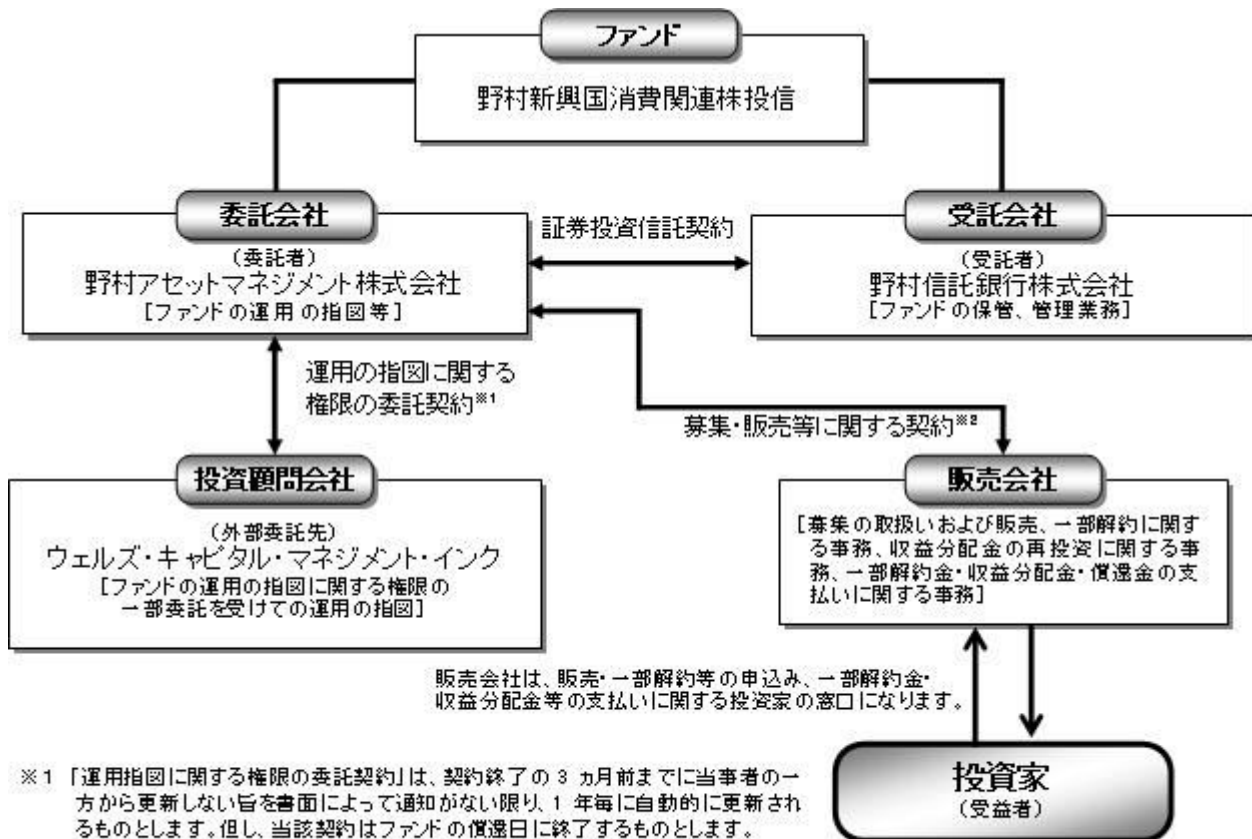 ファンド
野村新興国消費関連株投信
委託会社
(委託者)
野村アセットマネジメント株式会社
[ファンドの運用の指図等]
証券投資信託契約
受託会社
(受託者)
野村信託銀行株式会社
[ファンドの保管、管理業務]
運用の指図に関する
権限の委託契約※1
募集・販売等に関する契約※2
投資顧問会社
(外部委託先)
ウェルズ・キャピタル・マネジメント・インク
[ファンドの運用の指図に関する権限の
一部委託を受けての運用の指図]
販売会社
[募集の取扱いおよび販売、一部解約に関す
る事務、収益分配金の再投資に関する事
務、一部解約金・収益分配金・償還金の支
払いに関する事務]
販売会社は、販売・一部解約等の申込み、一部解約金・
収益分配金等の支払いに関する投資家の窓口になります。
投資家
(受益者)
※1 「運用指図に関する権限の委託契約」は、契約終了の3ヵ月前までに当事者の一
方から更新しない旨を書面によって通知がない限り、1年毎に自動的に更新され
るものとします。但し、当該契約はファンドの償還日に終了するものとします。